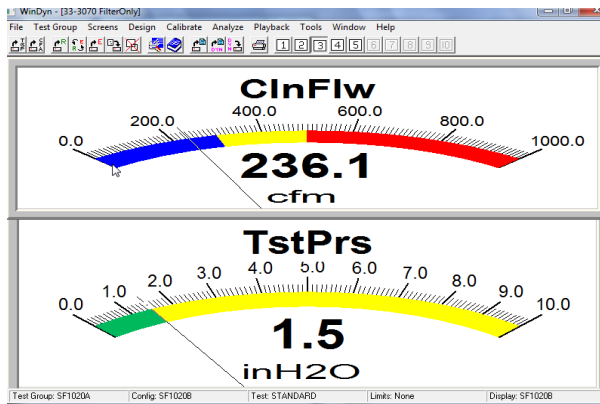 WinDyn - [33-3070 FilterOnly]
File Test Group Screens Design Calibrate Analyze Playback Tools Window Help
1 2 3 4 5 6 7 8 9 10
ClnFlw
0.0 200.0 400.0 600.0 800.0 1000.0
236.1
cfm
TstPrs
0.0 1.0 2.0 3.0 4.0 5.0 6.0 7.0 8.0 9.0 10.0
1.5
inH2O
Test Group: SF1020A Config: SF1020B Test: STANDARD Limits: None Display: SF1020B